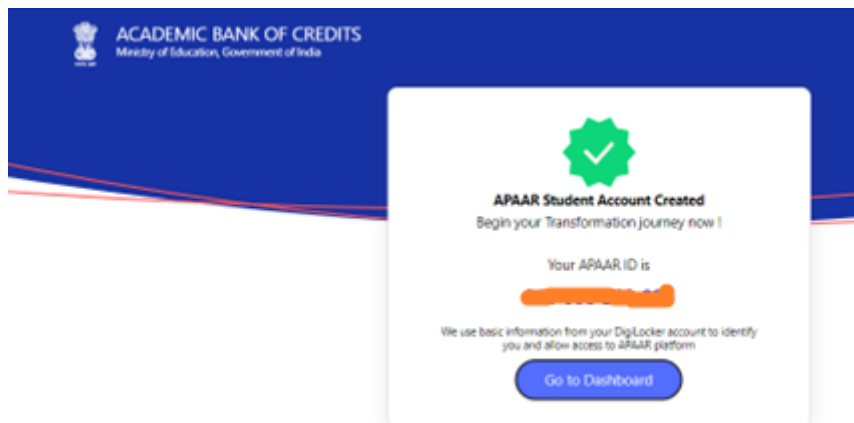 ACADEMIC BANK OF CREDITS
Ministry of Education, Government of India
APAAR Student Account Created
Begin your Transformation journey now !
Your APAAR ID is
We use basic information from your DigiLocker account to identify
you and allow access to APAAR platform
Go to Dashboard